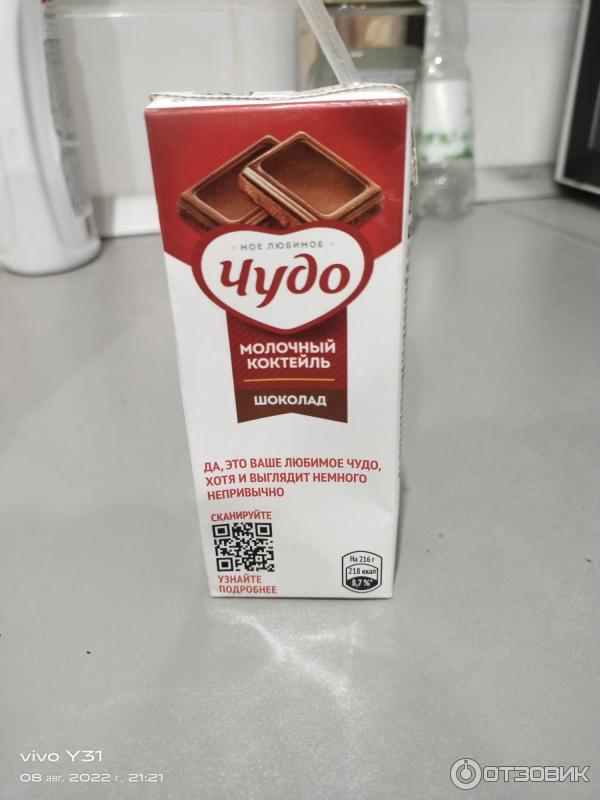 МОЕ ЛЮБИМОЕ
Чудо
МОЛОЧНЫЙ
КОКТЕЙЛЬ
ШОКОЛАД
ДА, ЭТО ВАШЕ ЛЮБИМОЕ ЧУДО,
ХОТЯ И ВЫГЛЯДИТ НЕМНОГО
НЕПРИВЫЧНО
СКАНИРУЙТЕ
УЗНАЙТЕ
ПОДРОБНЕЕ
На 216 г
218 ккал
8,7 %*
vivo Y31
08 авг. 2022 г., 21:21
ОТЗОВИК